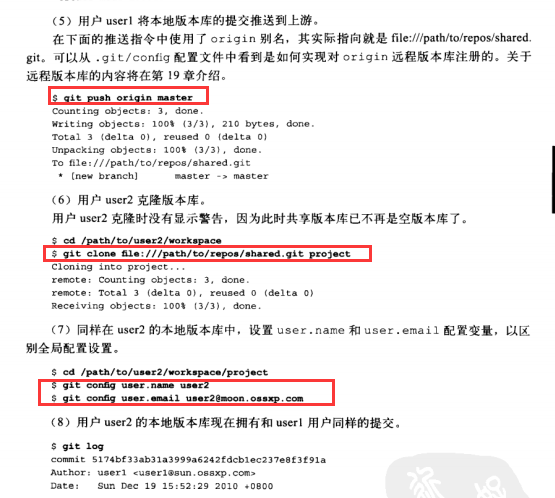 （5）用户 user1 将本地版本库的提交推送到上游。
在下面的推送指令中使用了 origin 别名，其实际指向就是 file:///path/to/repos/shared.
git。可以从 .git/config 配置文件中看到是如何实现对 origin 远程版本库注册的。关于
远程版本库的内容将在第 19 章介绍。
$ git push origin master
Counting objects: 3, done.
Writing objects: 100% (3/3), 210 bytes, done.
Total 3 (delta 0), reused 0 (delta 0)
Unpacking objects: 100% (3/3), done.
To file:///path/to/repos/shared.git
 * [new branch]      master -> master
（6）用户 user2 克隆版本库。
用户 user2 克隆时没有显示警告，因为此时共享版本库已不再是空版本库了。
$ cd /path/to/user2/workspace
$ git clone file:///path/to/repos/shared.git project
Cloning into project...
remote: Counting objects: 3, done.
remote: Total 3 (delta 0), reused 0 (delta 0)
Receiving objects: 100% (3/3), done.
（7）同样在 user2 的本地版本库中，设置 user.name 和 user.email 配置变量，以区
别全局配置设置。
$ cd /path/to/user2/workspace/project
$ git config user.name user2
$ git config user.email user2@moon.ossxp.com
（8）用户 user2 的本地版本库现在拥有和 user1 用户同样的提交。
$ git log
commit 5174bf33ab31a3999a6242fdcb1ec237e8f3f91a
Author: user1 <user1@sun.ossxp.com>
Date:   Sun Dec 19 15:52:29 2010 +0800